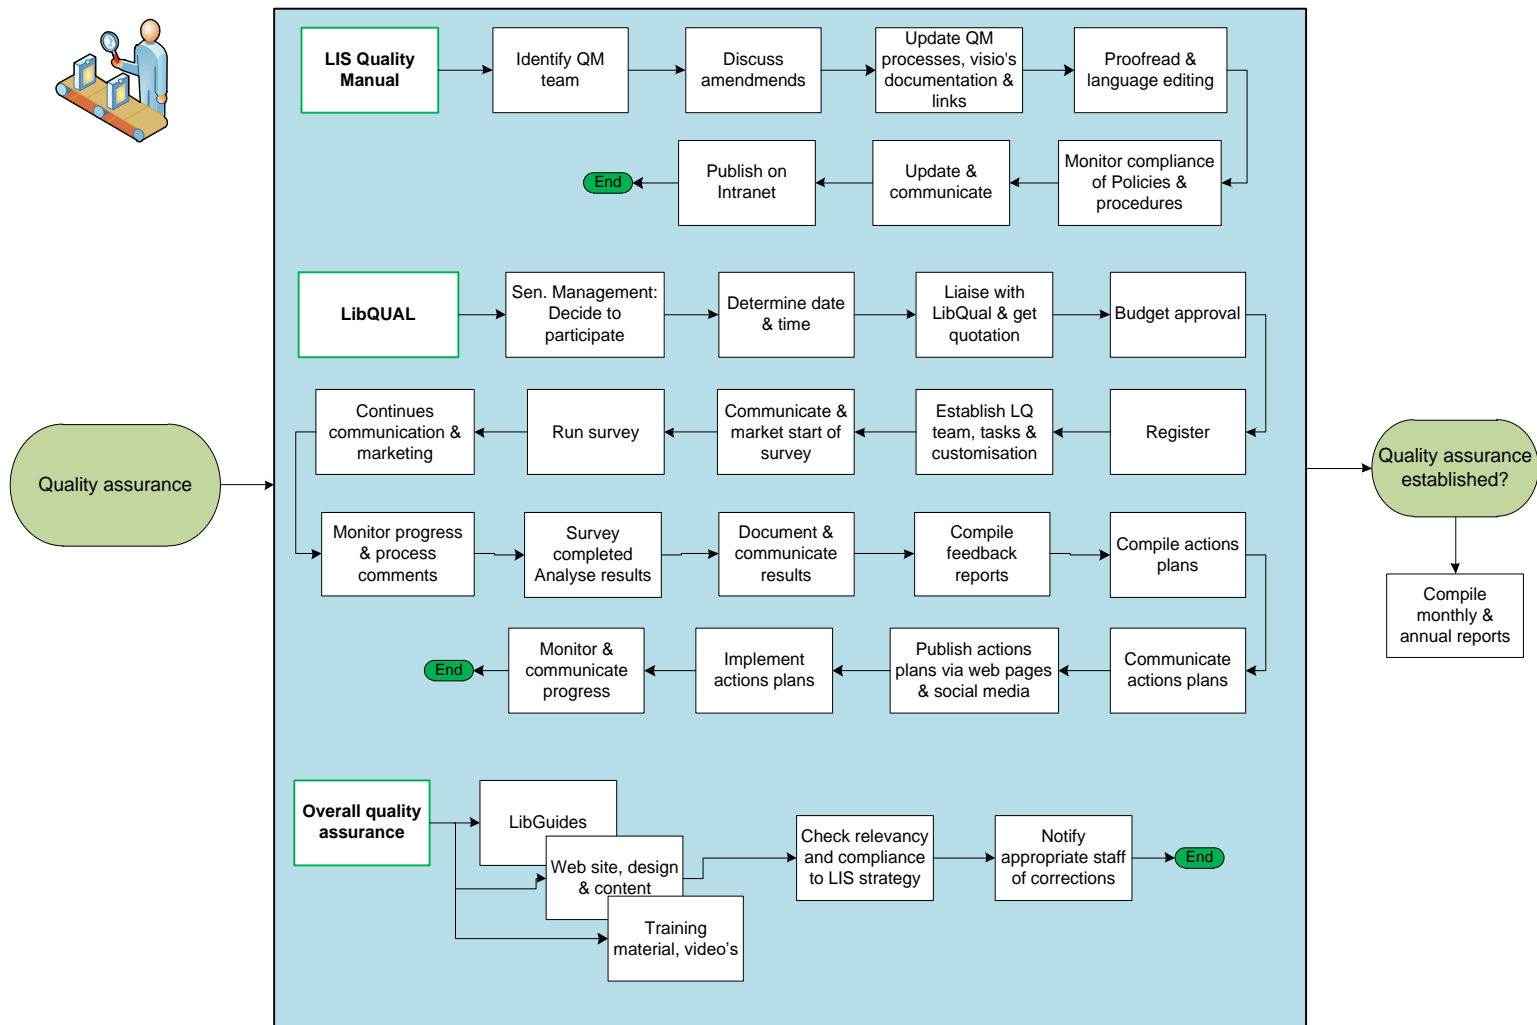 LIS Quality
Manual
Identify QM
team
Discuss
amendmends
Update QM
processes, visio's
documentation &
links
Proofread &
language editing
Monitor compliance
of Policies &
procedures
Update &
communicate
Publish on
Intranet
End
LibQUAL
Sen. Management:
Decide to
participate
Determine date
& time
Liaise with
LibQual & get
quotation
Budget approval
Register
Establish LQ
team, tasks &
customisation
Communicate &
market start of
survey
Run survey
Continues
communication &
marketing
Quality assurance
Monitor progress
& process
comments
Survey
completed
Analyse results
Document &
communicate
results
Compile
feedback
reports
Compile actions
plans
Communicate
actions plans
Publish actions
plans via web pages
& social media
Implement
actions plans
Monitor &
communicate
progress
End
Overall quality
assurance
LibGuides
Web site, design
& content
Training
material, video's
Check relevancy
and compliance
to LIS strategy
Notify
appropriate staff
of corrections
End
Quality assurance
established?
Compile
monthly &
annual reports